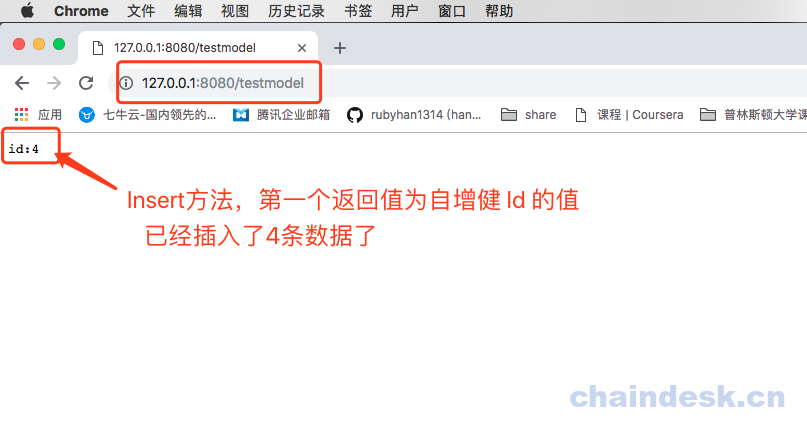 Chrome 文件 编辑 视图 历史记录 书签 人 用户 窗口 帮助
127.0.0.1:8080/testmodel
127.0.0.1:8080/testmodel
应用 七牛云-国内领先的... 腾讯企业邮箱 rubyhan1314 (han... share 课程 | Coursera 普林斯顿大学课
id:4
Insert方法，第一个返回值为自增健 Id 的值
已经插入了4条数据了
chaindesk.cn